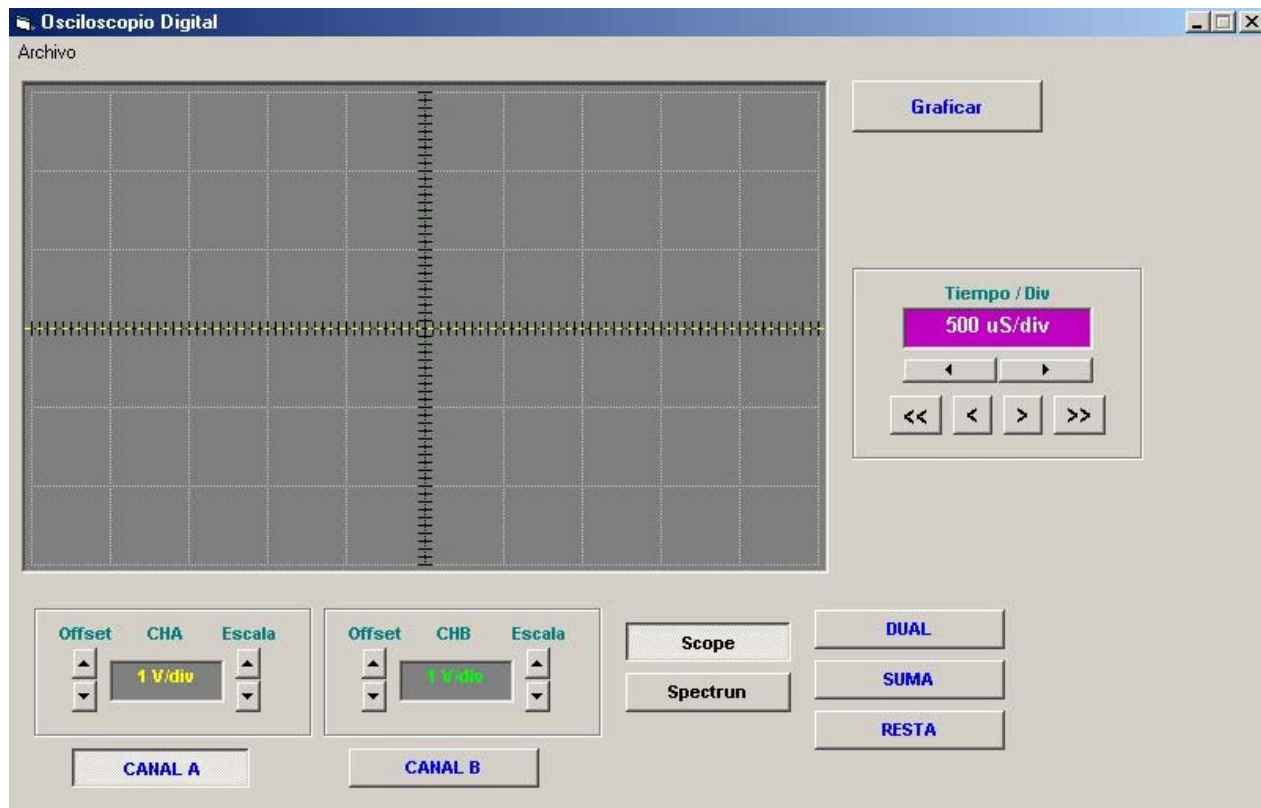 Osciloscopio Digital
Archivo
Graficar
Tiempo / Div
500 uS/div
<< < > >>
Offset CHA Escala
1 V/div
Offset CHB Escala
1 V/div
Scope
Spectrun
DUAL
SUMA
RESTA
CANAL A
CANAL B